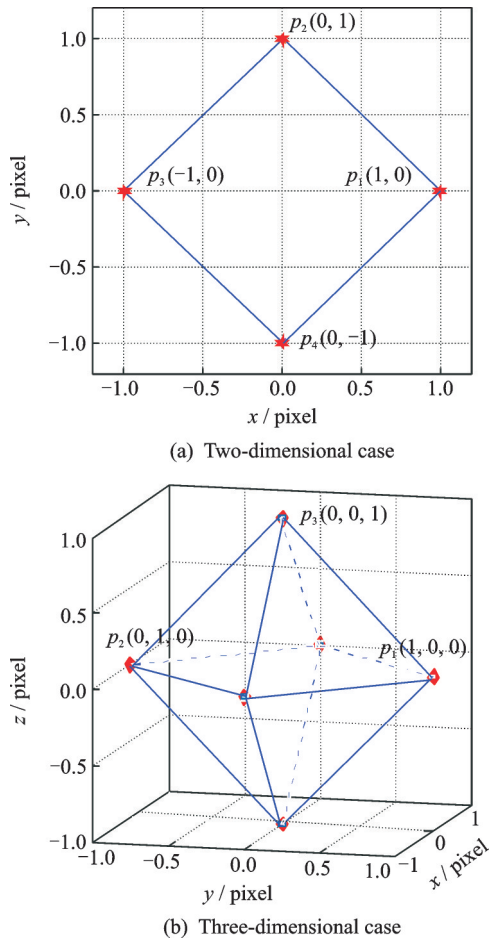 p₂(0, 1)
1.0
0.5
p₃(−1, 0)
p₁(1, 0)
0.0
y / pixel
−0.5
p₄(0, −1)
−1.0
−1.0
−0.5
0.0
0.5
1.0
x / pixel
(a) Two-dimensional case
p₃(0, 0, 1)
1.0
0.5
p₂(0, 1, 0)
p₁(1, 0, 0)
0.0
z / pixel
−0.5
−1.0
−1.0
−0.5
0.0
0.5
1.0
y / pixel
−1
0
1
x / pixel
(b) Three-dimensional case